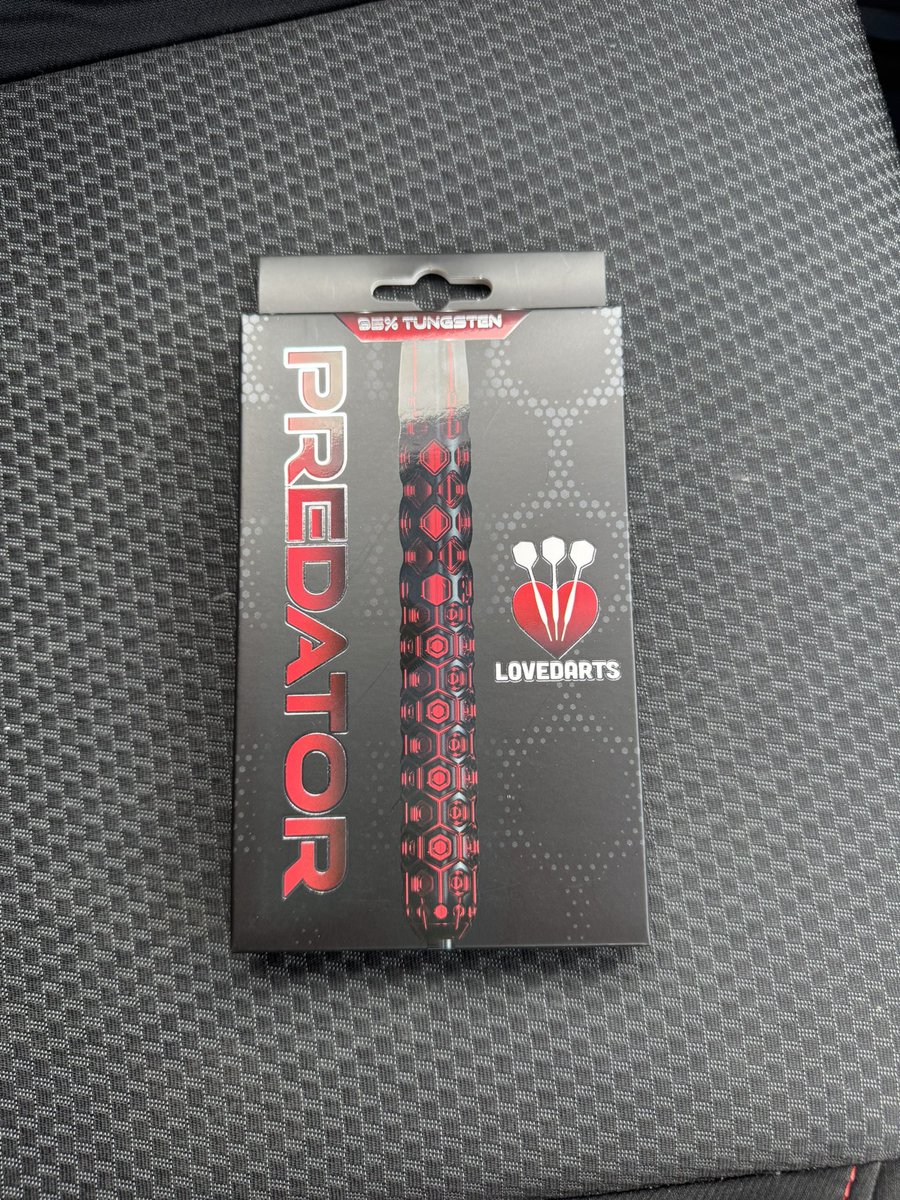 95% TUNGSTEN
PREDATOR
LOVEDARTS